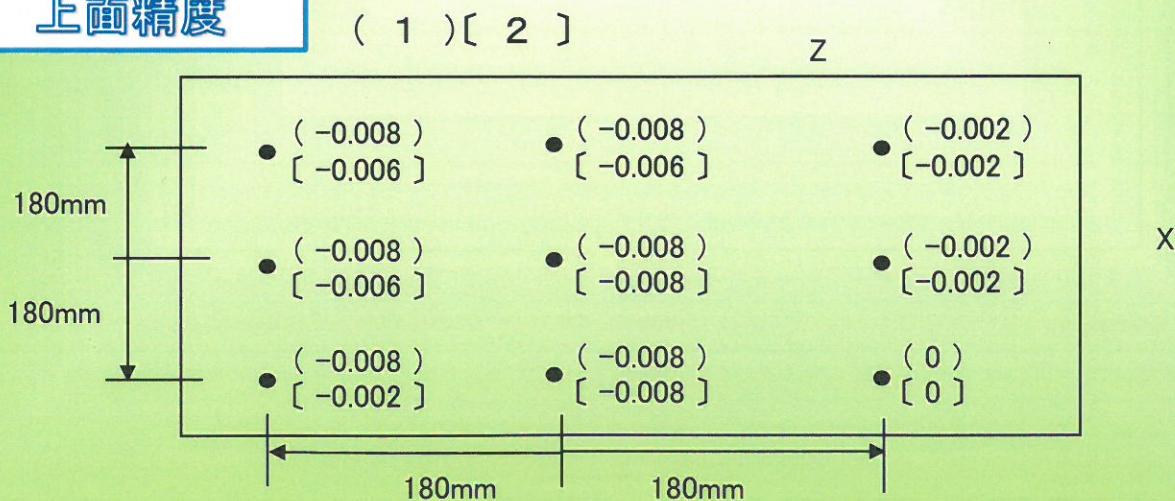 上面精度
( 1 )[ 2 ]
Z
( -0.008 ) ( -0.008 ) ( -0.002 )
[ -0.006 ] [ -0.006 ] [-0.002 ]
180mm
( -0.008 ) ( -0.008 ) ( -0.002 )
X
[ -0.006 ] [ -0.008 ] [-0.002 ]
180mm
( -0.008 ) ( -0.008 ) ( 0 )
[ -0.002 ] [ -0.008 ] [ 0 ]
180mm 180mm